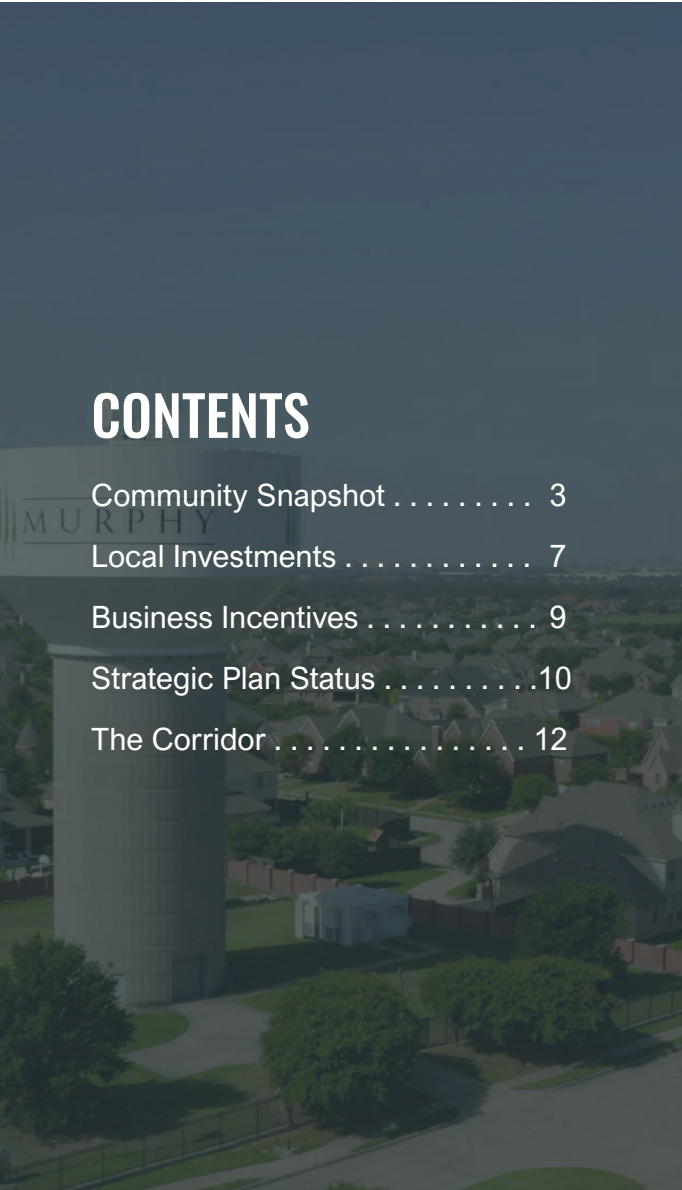 CONTENTS
Community Snapshot . . . . . . . . . 3
MURPHY
Local Investments . . . . . . . . . . . . 7
Business Incentives . . . . . . . . . . . 9
Strategic Plan Status . . . . . . . . . .10
The Corridor . . . . . . . . . . . . . . . . 12